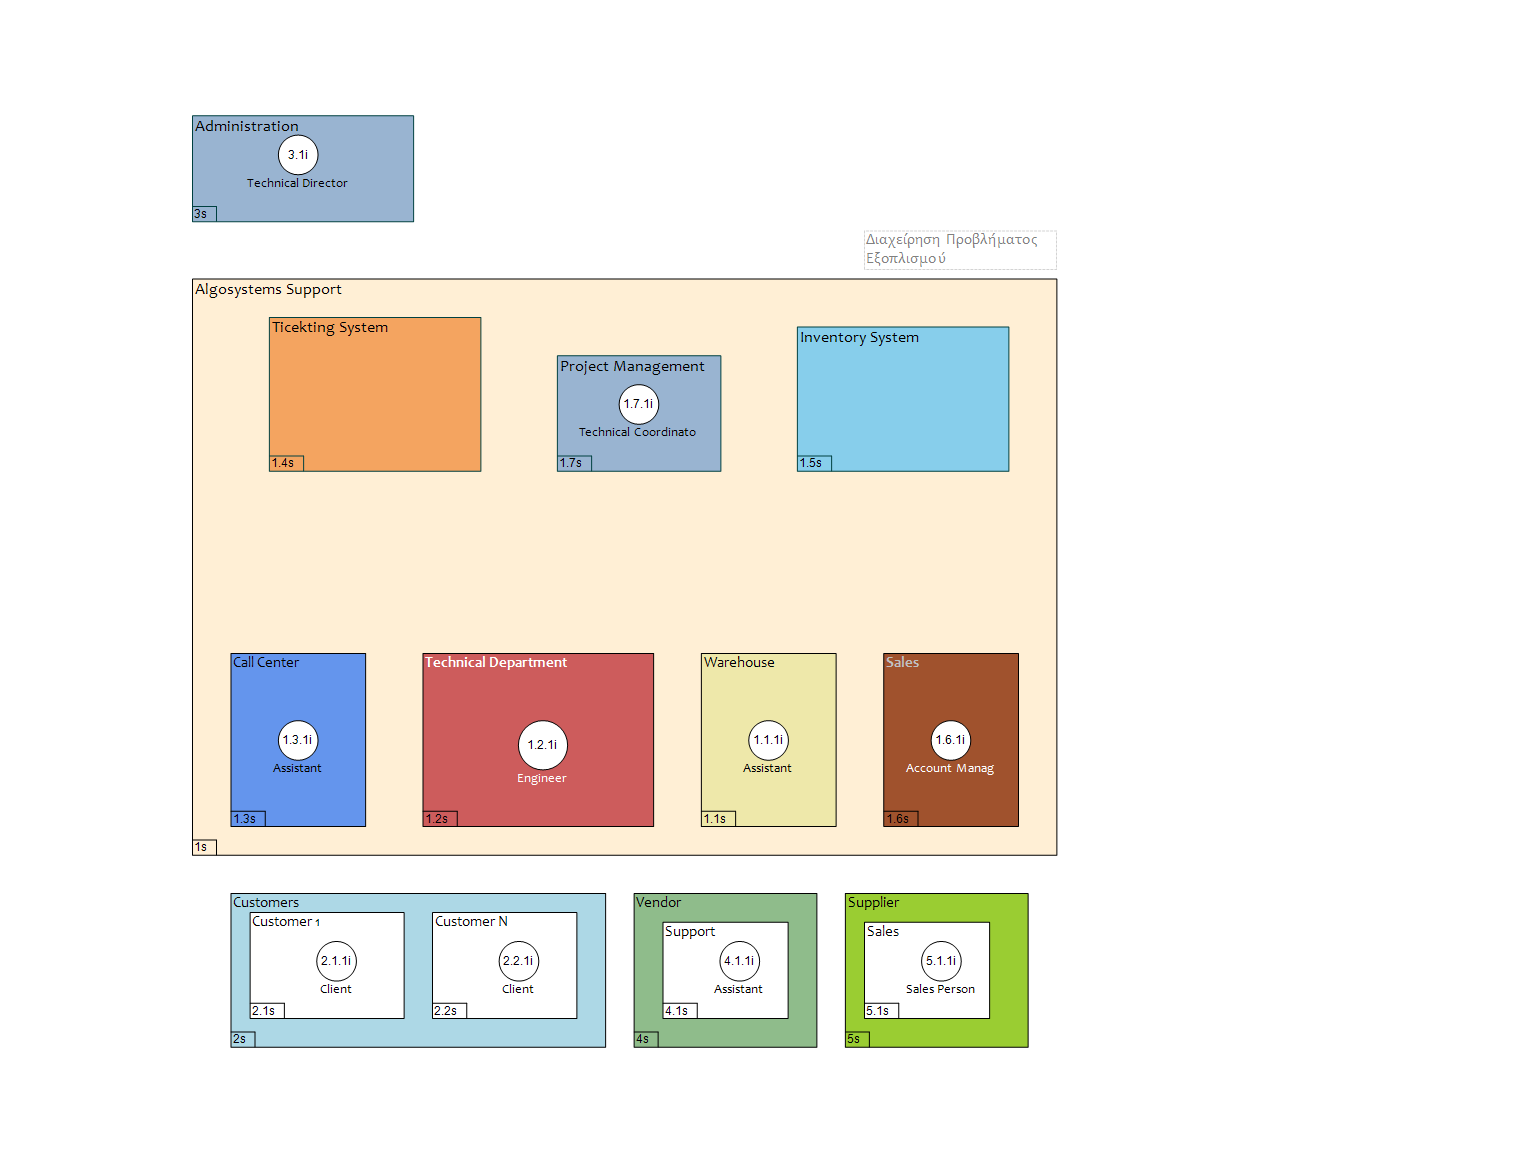 Administration
3.1i
Technical Director
3s
Διαχείρηση Προβλήματος
Εξοπλισμού
Algosystems Support
Ticekting System
1.4s
Project Management
1.7.1i
Technical Coordinato
1.7s
Inventory System
1.5s
Call Center
1.3.1i
Assistant
1.3s
Technical Department
1.2.1i
Engineer
1.2s
Warehouse
1.1.1i
Assistant
1.1s
Sales
1.6.1i
Account Manag
1.6s
1s
Customers
Customer 1
2.1.1i
Client
2.1s
Customer N
2.2.1i
Client
2.2s
2s
Vendor
Support
4.1.1i
Assistant
4.1s
4s
Supplier
Sales
5.1.1i
Sales Person
5.1s
5s